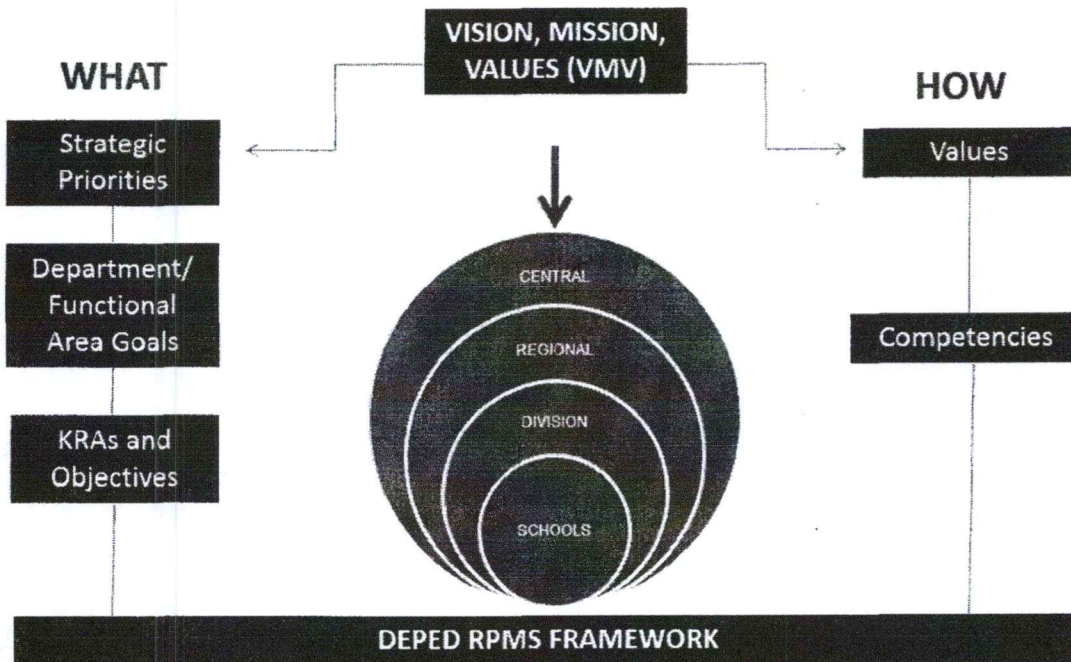 VISION, MISSION,
VALUES (VMV)
WHAT
HOW
Strategic
Priorities
Values
Department/
Functional
Area Goals
Competencies
KRAs and
Objectives
CENTRAL
REGIONAL
DIVISION
SCHOOLS
DEPED RPMS FRAMEWORK